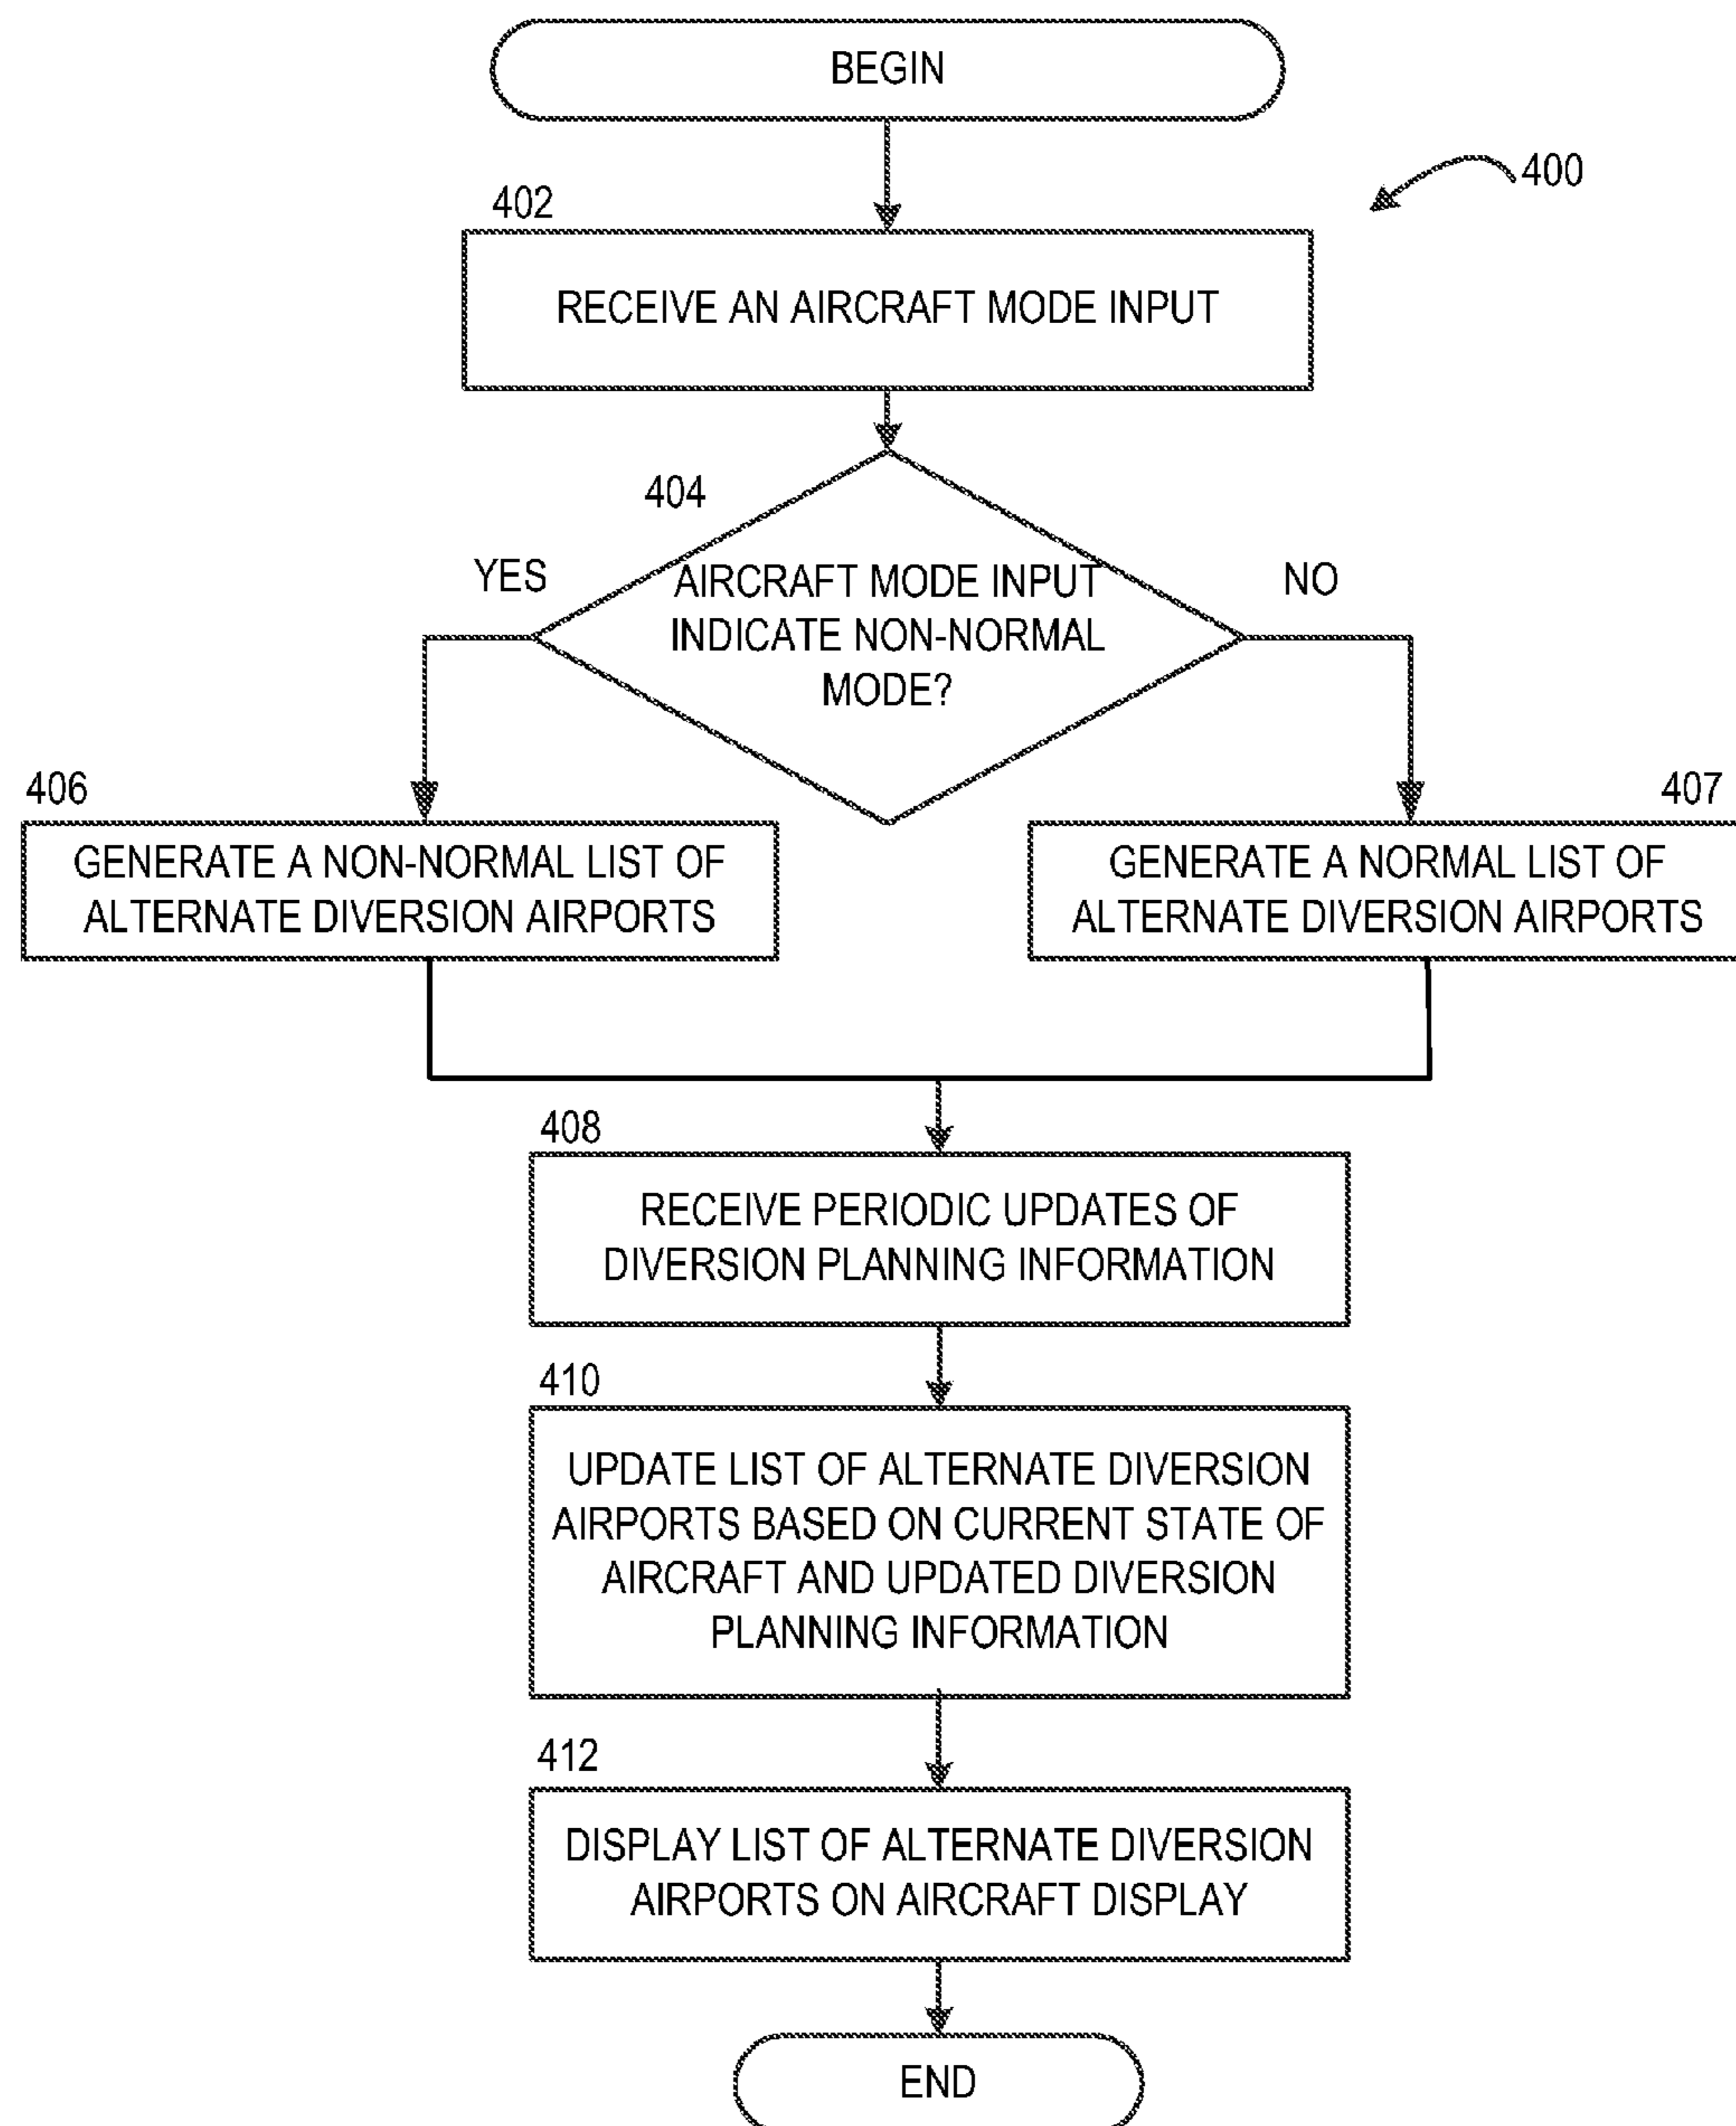 BEGIN
400
402
RECEIVE AN AIRCRAFT MODE INPUT
404
YES
AIRCRAFT MODE INPUT
INDICATE NON-NORMAL
MODE?
NO
406
GENERATE A NON-NORMAL LIST OF
ALTERNATE DIVERSION AIRPORTS
407
GENERATE A NORMAL LIST OF
ALTERNATE DIVERSION AIRPORTS
408
RECEIVE PERIODIC UPDATES OF
DIVERSION PLANNING INFORMATION
410
UPDATE LIST OF ALTERNATE DIVERSION
AIRPORTS BASED ON CURRENT STATE OF
AIRCRAFT AND UPDATED DIVERSION
PLANNING INFORMATION
412
DISPLAY LIST OF ALTERNATE DIVERSION
AIRPORTS ON AIRCRAFT DISPLAY
END